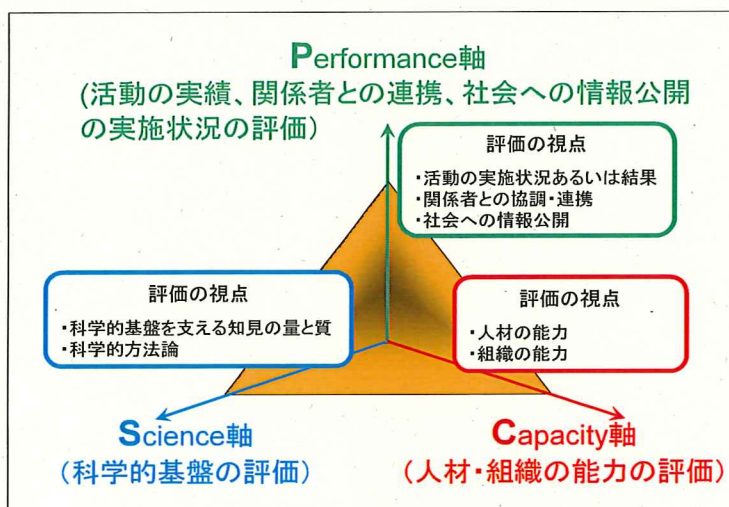 Performance軸
(活動の実績、関係者との連携、社会への情報公開
の実施状況の評価)
評価の視点
・活動の実施状況あるいは結果
・関係者との協調・連携
・社会への情報公開
評価の視点
・科学的基盤を支える知見の量と質
・科学的方法論
評価の視点
・人材の能力
・組織の能力
Science軸
(科学的基盤の評価)
Capacity軸
(人材・組織の能力の評価)